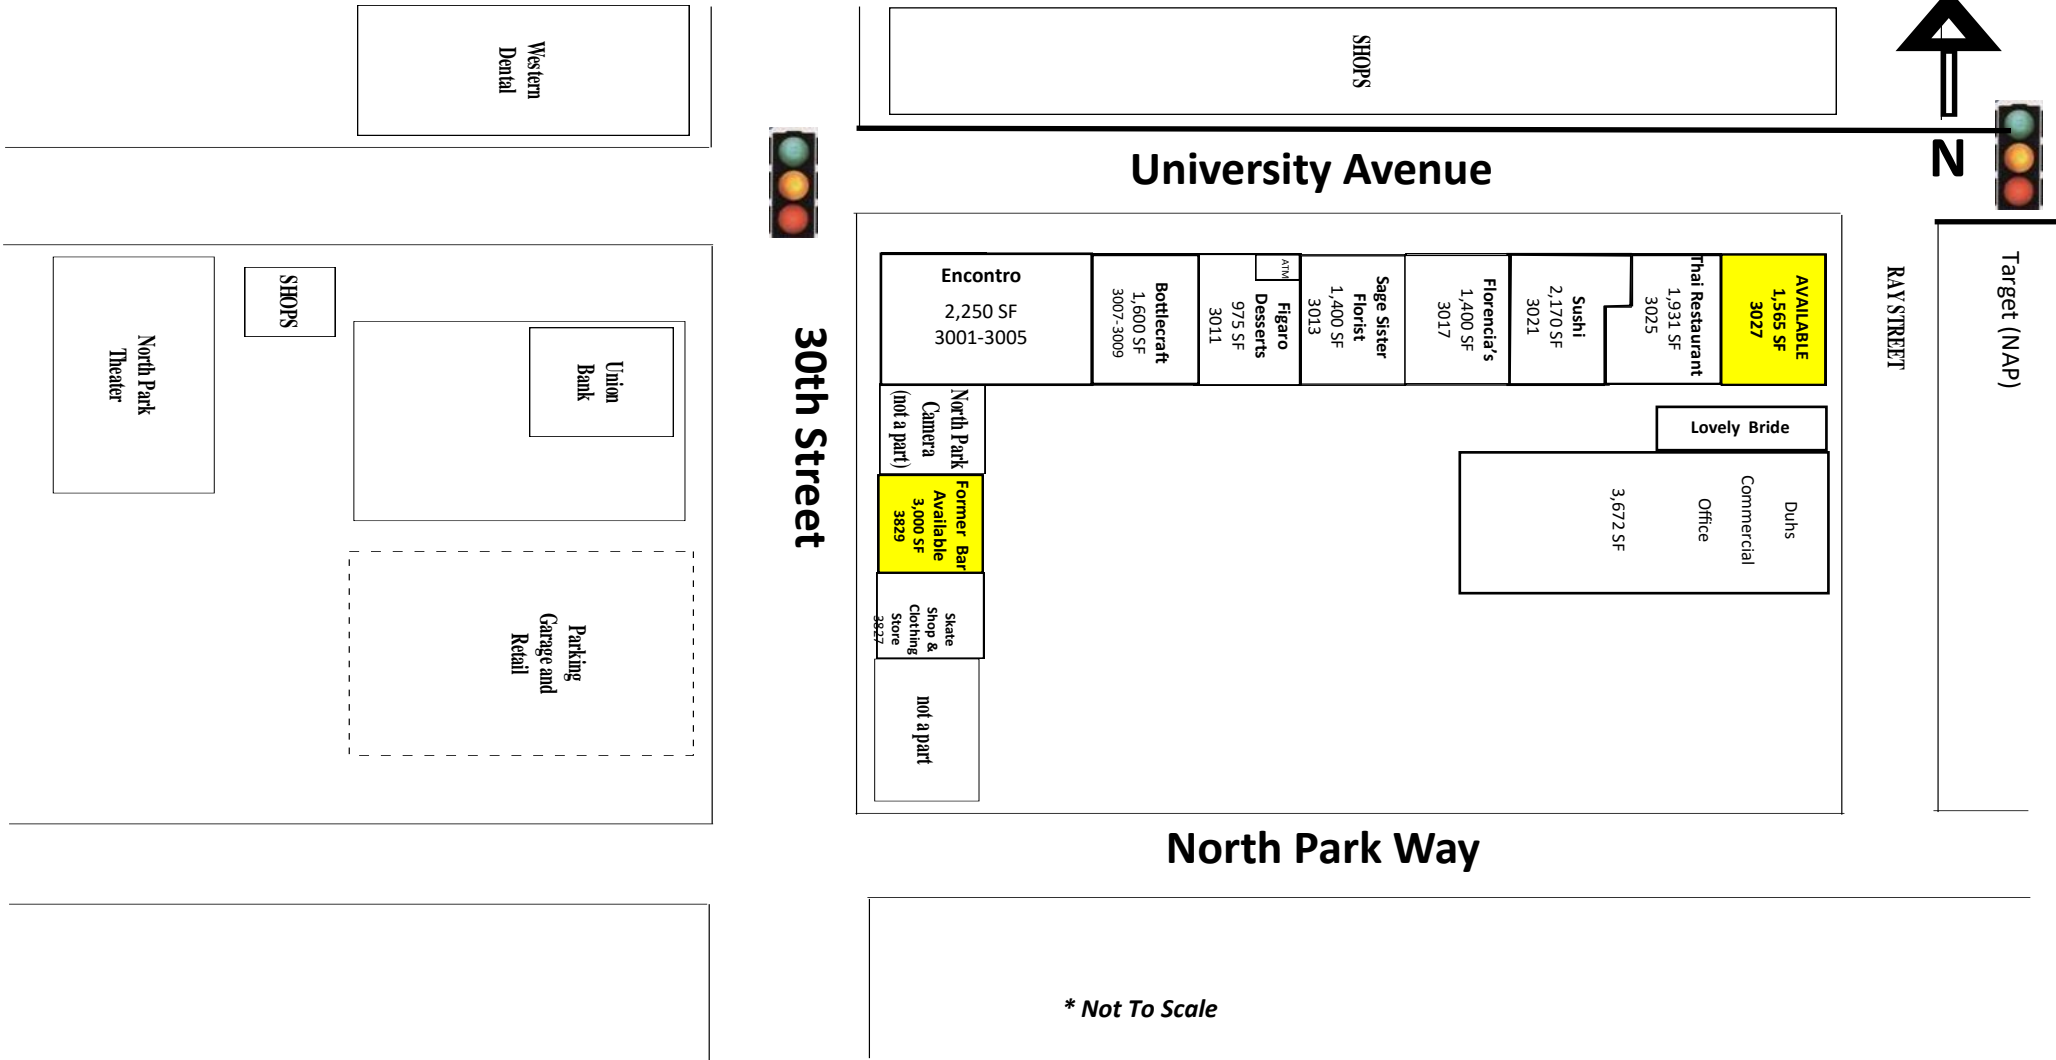 Western
Dental
SHOPS
University Avenue
N
Encontro
2,250 SF
3001-3005
Bottlecraft
1,600 SF
3007-3009
ATM
Figaro
Desserts
975 SF
3011
Sage Sister
Florist
1,400 SF
3013
Florencia's
1,400 SF
3017
Sushi
2,170 SF
3021
Thai Restaurant
1,931 SF
3025
AVAILABLE
1,565 SF
3027
RAY STREET
Target (NAP)
North Park
Theater
SHOPS
Union
Bank
30th Street
North Park
Camera
(not a part)
Lovely Bride
Former Bar
Available
3,000 SF
3829
Duhs
Commercial
Office
3,672 SF
Parking
Garage and
Retail
Skate
Shop &
Clothing
Store
3827
not a part
North Park Way
* Not To Scale